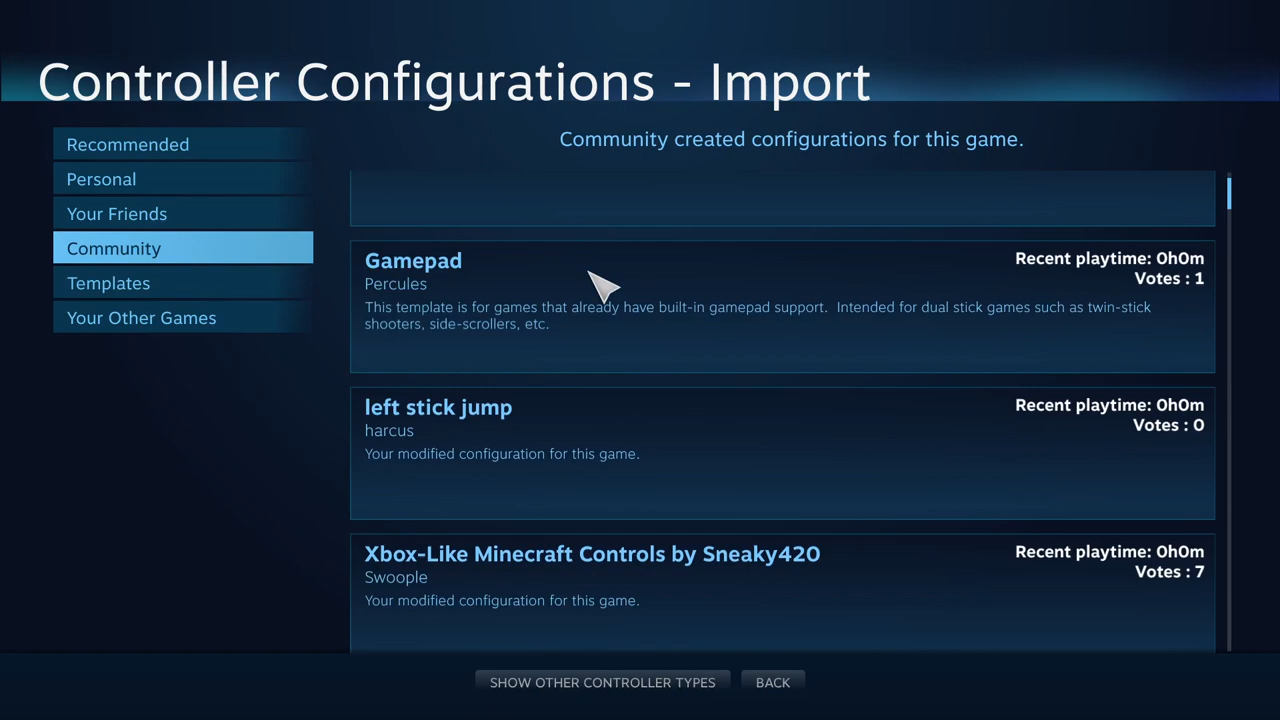 Controller Configurations - Import
Recommended
Personal
Your Friends
Community
Templates
Your Other Games
Community created configurations for this game.
Gamepad
Recent playtime: 0h0m
Percules
Votes : 1
This template is for games that already have built-in gamepad support.  Intended for dual stick games such as twin-stick
shooters, side-scrollers, etc.
left stick jump
Recent playtime: 0h0m
harcus
Votes : 0
Your modified configuration for this game.
Xbox-Like Minecraft Controls by Sneaky420
Recent playtime: 0h0m
Swoople
Votes : 7
Your modified configuration for this game.
SHOW OTHER CONTROLLER TYPES
BACK